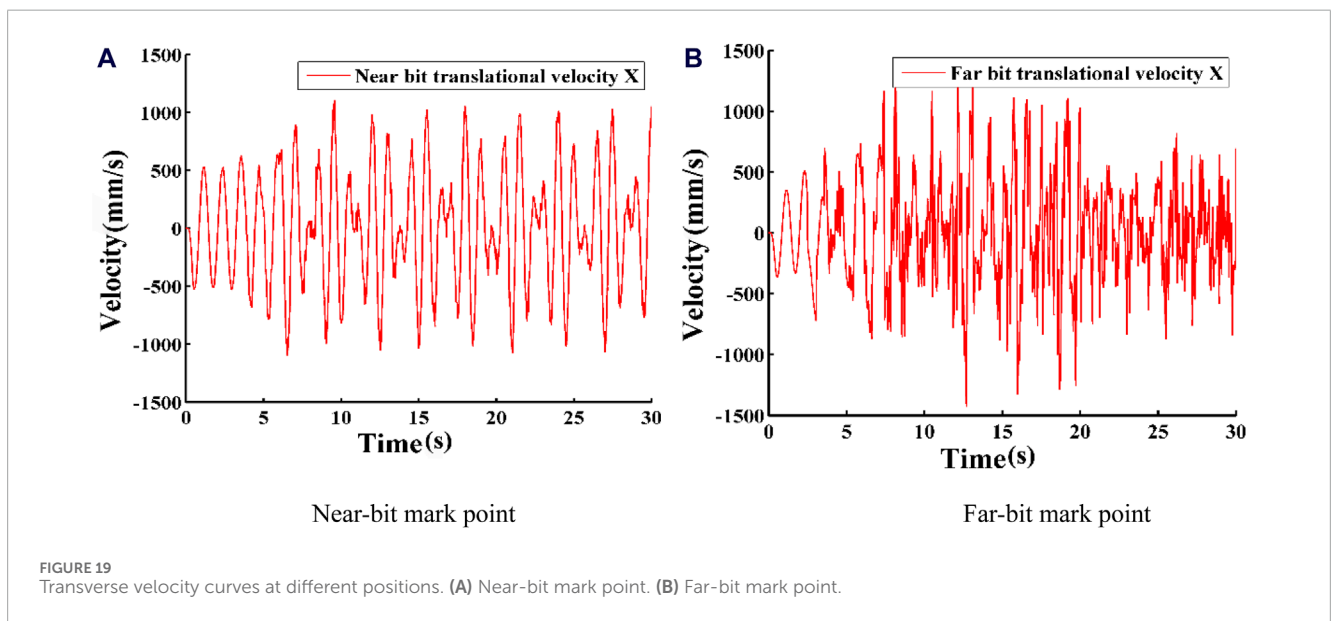 A
1500
1000
500
0
-500
-1000
-1500
Velocity(mm/s)
Near bit translational velocity X
0 5 10 15 20 25 30
Time(s)
Near-bit mark point
B
1500
1000
500
0
-500
-1000
-1500
Velocity(mm/s)
Far bit translational velocity X
0 5 10 15 20 25 30
Time(s)
Far-bit mark point
FIGURE 19
Transverse velocity curves at different positions. (A) Near-bit mark point. (B) Far-bit mark point.